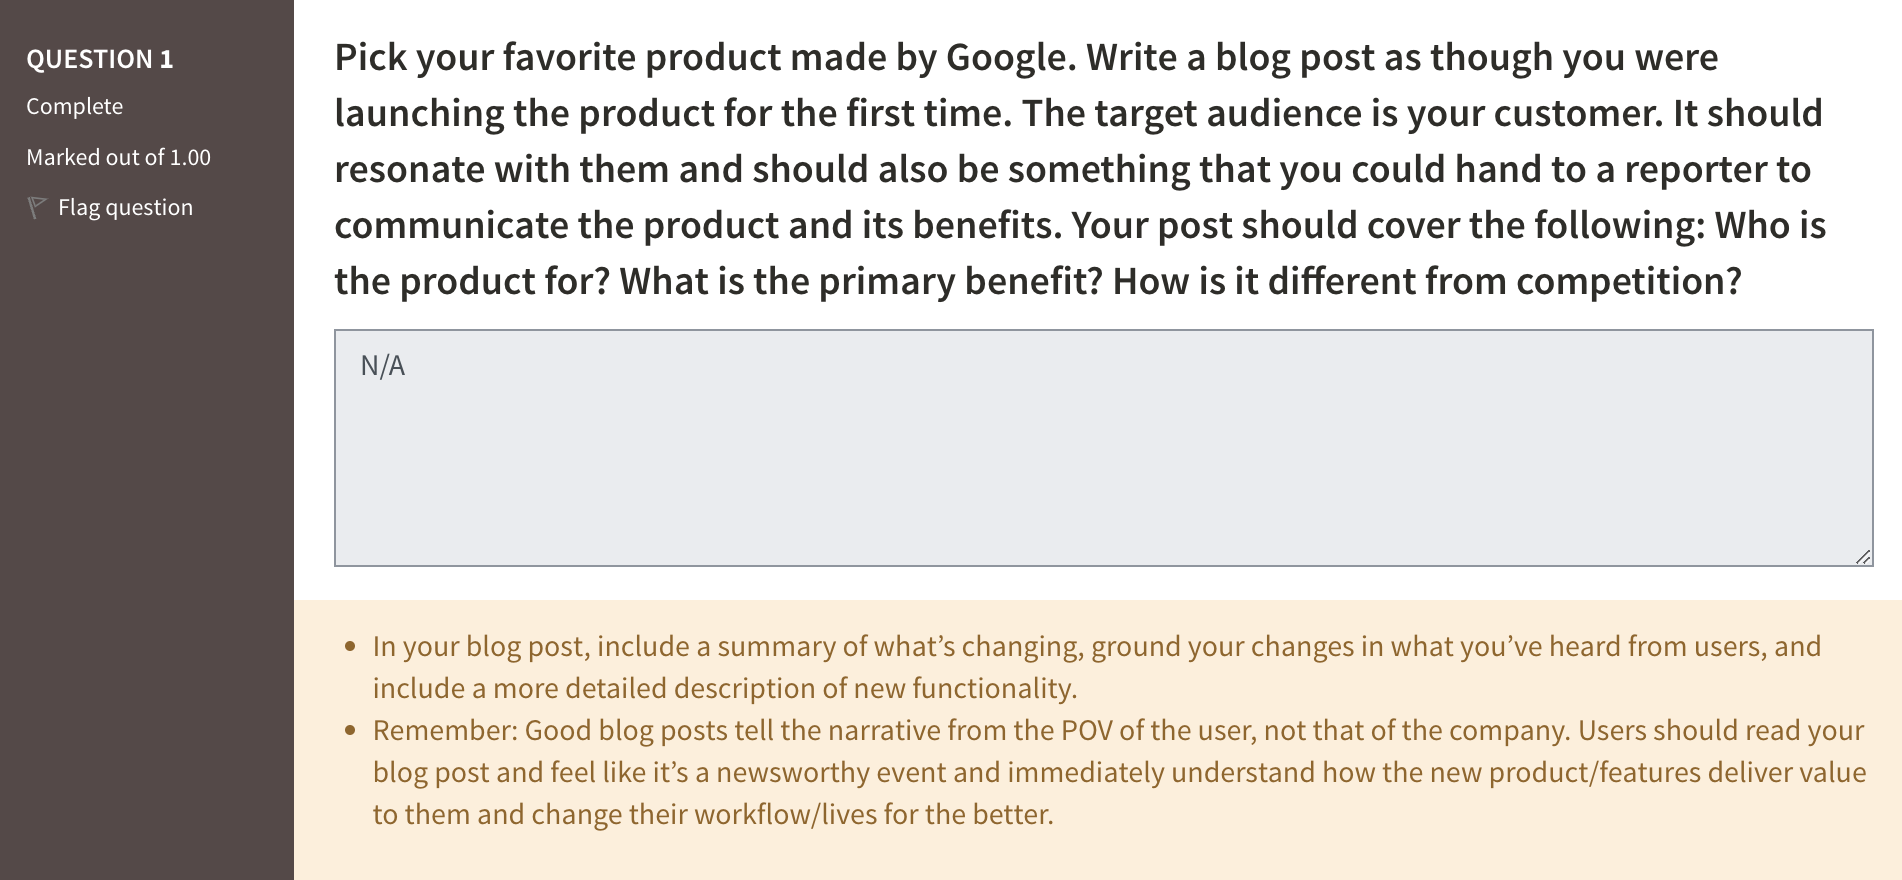 QUESTION 1
Complete
Marked out of 1.00
Flag question
Pick your favorite product made by Google. Write a blog post as though you were
launching the product for the first time. The target audience is your customer. It should
resonate with them and should also be something that you could hand to a reporter to
communicate the product and its benefits. Your post should cover the following: Who is
the product for? What is the primary benefit? How is it different from competition?
N/A
• In your blog post, include a summary of what’s changing, ground your changes in what you’ve heard from users, and
include a more detailed description of new functionality.
• Remember: Good blog posts tell the narrative from the POV of the user, not that of the company. Users should read your
blog post and feel like it’s a newsworthy event and immediately understand how the new product/features deliver value
to them and change their workflow/lives for the better.